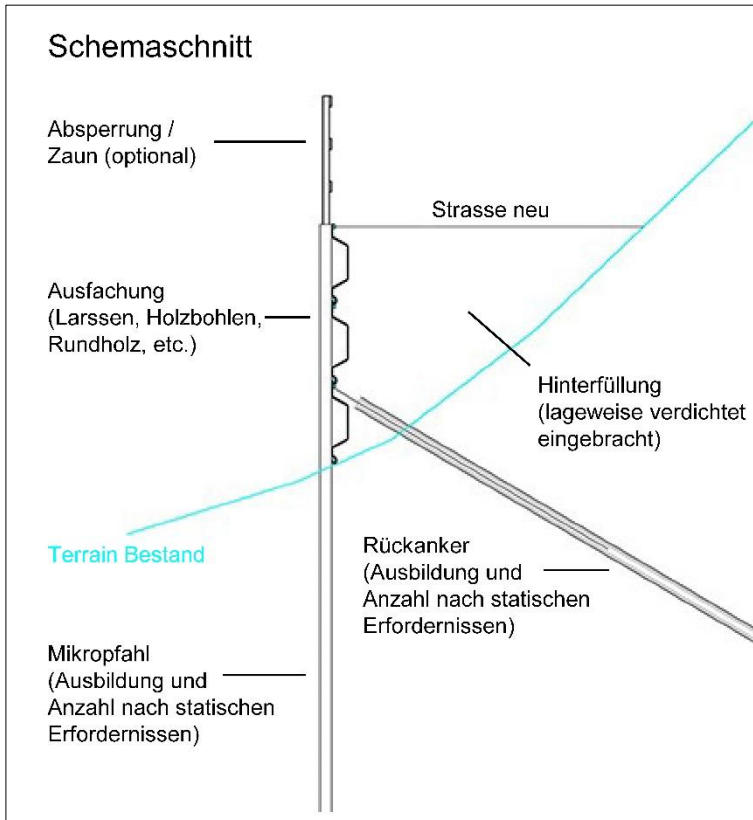 Schemaschnitt
Absperrung /
Zaun (optional)
Strasse neu
Ausfachung
(Larssen, Holzbohlen,
Rundholz, etc.)
Hinterfüllung
(lageweise verdichtet
eingebracht)
Terrain Bestand
Rückanker
(Ausbildung und
Anzahl nach statischen
Erfordernissen)
Mikropfahl
(Ausbildung und
Anzahl nach statischen
Erfordernissen)